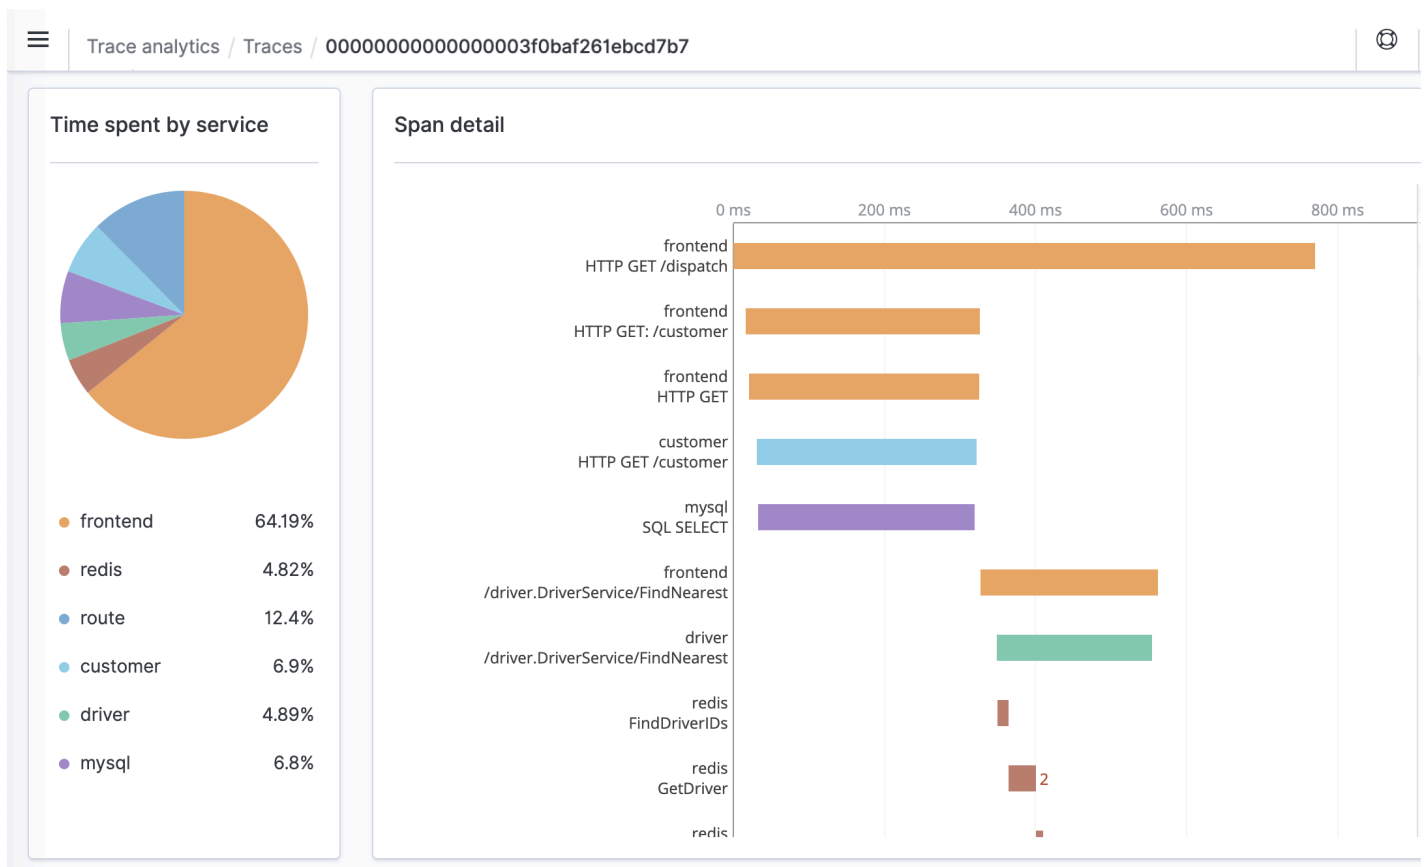 Trace analytics / Traces / 00000000000000003f0baf261ebcd7b7
Time spent by service
frontend 64.19%
redis 4.82%
route 12.4%
customer 6.9%
driver 4.89%
mysql 6.8%
Span detail
0 ms 200 ms 400 ms 600 ms 800 ms
frontend
HTTP GET /dispatch
frontend
HTTP GET: /customer
frontend
HTTP GET
customer
HTTP GET /customer
mysql
SQL SELECT
frontend
/driver.DriverService/FindNearest
driver
/driver.DriverService/FindNearest
redis
FindDriverIDs
redis
GetDriver
2
redis